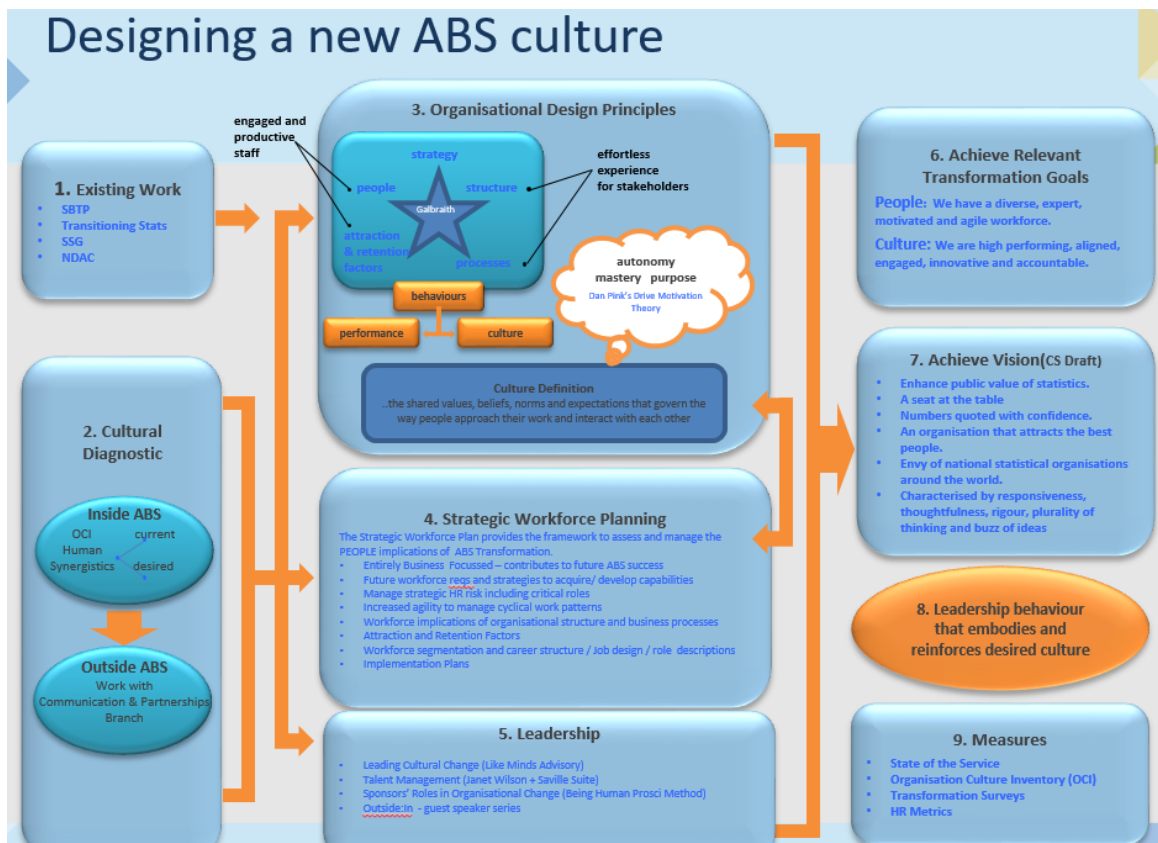 Designing a new ABS culture
1. Existing Work
• SBTP
• Transitioning Stats
• SSG
• NDAC
2. Cultural
Diagnostic
Inside ABS
OCI current
Human
Synergistics desired
Outside ABS
Work with
Communication & Partnerships
Branch
engaged and
productive
staff
3. Organisational Design Principles
strategy
people
structure
Galbraith
attraction
& retention
factors
processes
effortless
experience
for stakeholders
autonomy
mastery purpose
Dan Pink's Drive Motivation
Theory
behaviours
performance
culture
Culture Definition
..the shared values, beliefs, norms and expectations that govern the
way people approach their work and interact with each other
4. Strategic Workforce Planning
The Strategic Workforce Plan provides the framework to assess and manage the
PEOPLE implications of ABS Transformation.
• Entirely Business Focussed – contributes to future ABS success
• Future workforce reqs and strategies to acquire/ develop capabilities
• Manage strategic HR risk including critical roles
• Increased agility to manage cyclical work patterns
• Workforce implications of organisational structure and business processes
• Attraction and Retention Factors
• Workforce segmentation and career structure / Job design / role descriptions
• Implementation Plans
5. Leadership
• Leading Cultural Change (Like Minds Advisory)
• Talent Management (Janet Wilson + Saville Suite)
• Sponsors' Roles in Organisational Change (Being Human Prosci Method)
• Outside:In - guest speaker series
6. Achieve Relevant
Transformation Goals
People: We have a diverse, expert,
motivated and agile workforce.
Culture: We are high performing, aligned,
engaged, innovative and accountable.
7. Achieve Vision(CS Draft)
• Enhance public value of statistics.
• A seat at the table
• Numbers quoted with confidence.
• An organisation that attracts the best
people.
• Envy of national statistical organisations
around the world.
• Characterised by responsiveness,
thoughtfulness, rigour, plurality of
thinking and buzz of ideas
8. Leadership behaviour
that embodies and
reinforces desired culture
9. Measures
• State of the Service
• Organisation Culture Inventory (OCI)
• Transformation Surveys
• HR Metrics